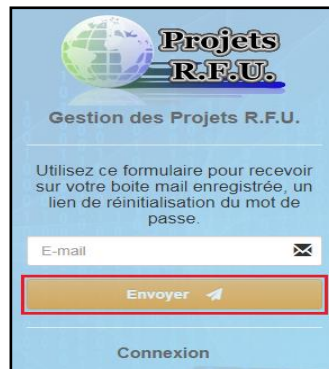 Projets
R.F.U.
Gestion des Projets R.F.U.
Utilisez ce formulaire pour recevoir
sur votre boite mail enregistrée, un
lien de réinitialisation du mot de
passe.
E-mail
Envoyer
Connexion